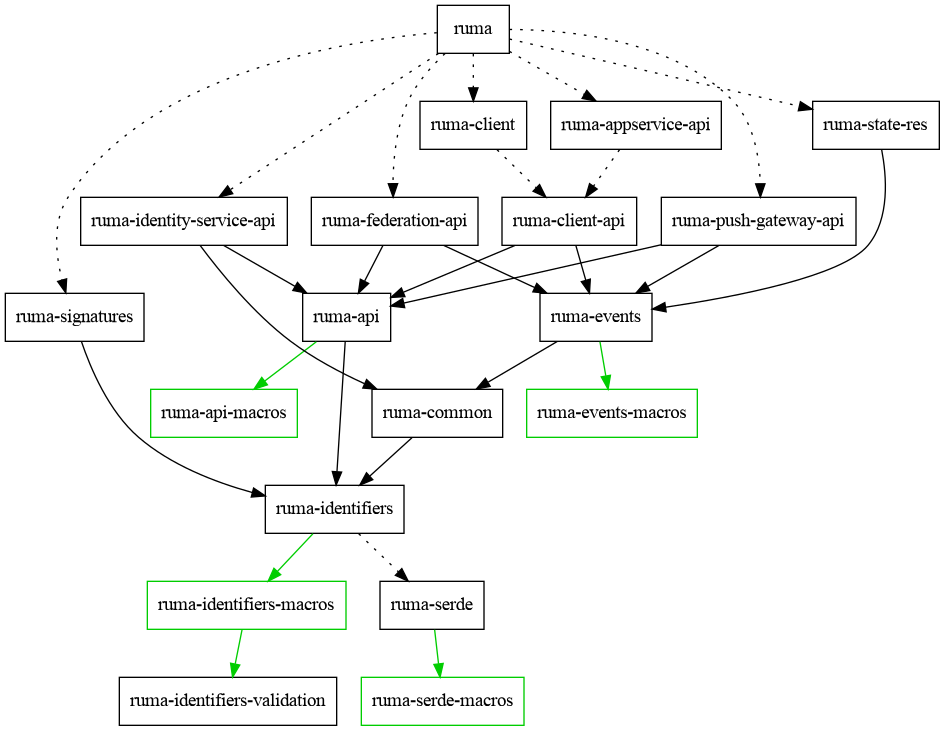 ruma
ruma-client
ruma-appservice-api
ruma-state-res
ruma-identity-service-api
ruma-federation-api
ruma-client-api
ruma-push-gateway-api
ruma-signatures
ruma-api
ruma-events
ruma-api-macros
ruma-common
ruma-events-macros
ruma-identifiers
ruma-identifiers-macros
ruma-serde
ruma-identifiers-validation
ruma-serde-macros